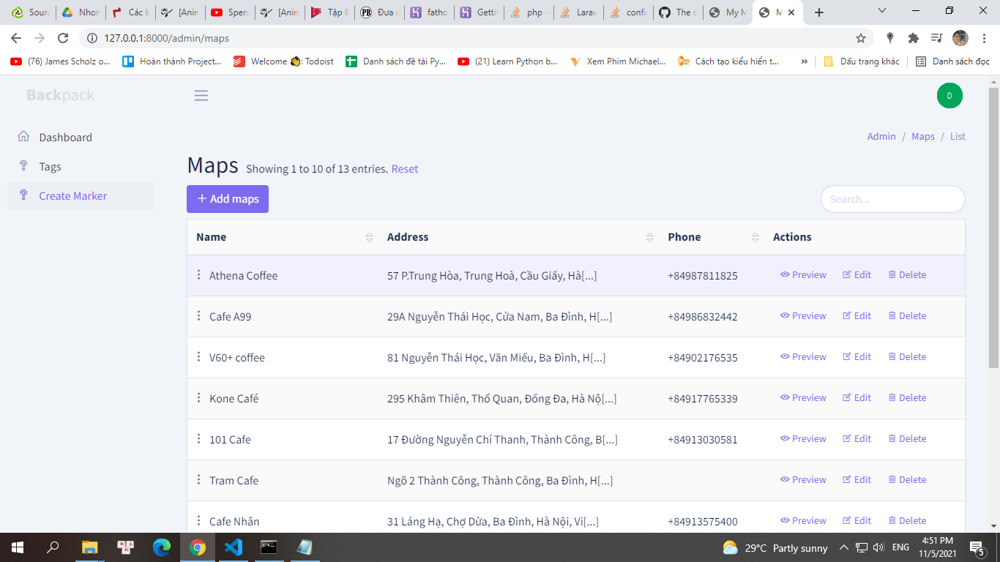 Sourc
Nhon
Các b
[Anin
Spen
[Anin
Tập 8
Đưa c
fatho
Gettir
php -
Larav
confi
The c
My M
M
127.0.0.1:8000/admin/maps
(76) James Scholz o...
Hoàn thành Project...
Welcome 👋: Todoist
Danh sách đề tài Py...
(21) Learn Python b...
Xem Phim Michael...
Cách tạo kiểu hiển t...
»
Dấu trang khác
Danh sách đọc
Backpack
D
Dashboard
Tags
Create Marker
Admin / Maps / List
Maps Showing 1 to 10 of 13 entries. Reset
+ Add maps
Search...
Name Address Phone Actions
Athena Coffee 57 P.Trung Hòa, Trung Hoà, Cầu Giấy, Hà[...] +84987811825 Preview Edit Delete
Cafe A99 29A Nguyễn Thái Học, Cửa Nam, Ba Đình, H[...] +84986832442 Preview Edit Delete
V60+ coffee 81 Nguyễn Thái Học, Văn Miếu, Ba Đình, H[...] +84902176535 Preview Edit Delete
Kone Café 295 Khâm Thiên, Thổ Quan, Đống Đa, Hà Nộ[...] +84917765339 Preview Edit Delete
101 Cafe 17 Đường Nguyễn Chí Thanh, Thành Công, B[...] +84913030581 Preview Edit Delete
Tram Cafe Ngõ 2 Thành Công, Thành Công, Ba Đình, H[...] Preview Edit Delete
Cafe Nhân 31 Láng Hạ, Chợ Dừa, Ba Đình, Hà Nội, Vi[...] +84913575400 Preview Edit Delete
29°C Partly sunny
ENG
4:51 PM
11/5/2021
5